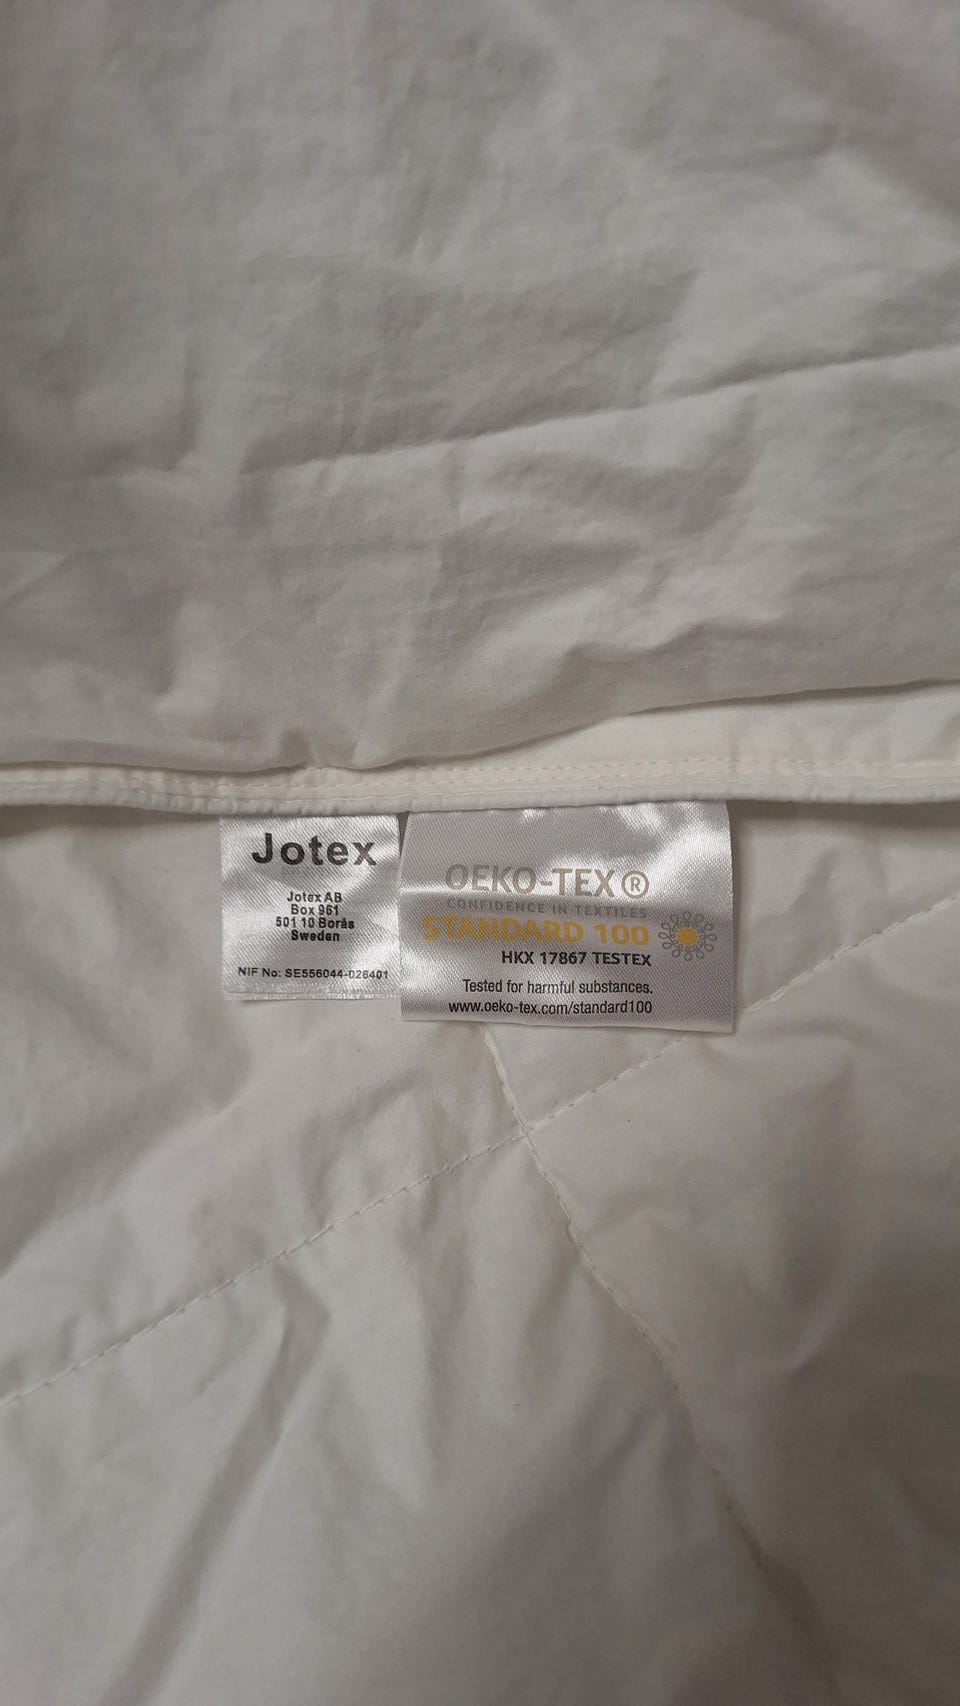 Jotex
Jotex AB
Box 961
501 10 Borås
Sweden
NIF No: SE556044-026401
OEKO-TEX®
CONFIDENCE IN TEXTILES
STANDARD 100
HKX 17867 TESTEX
Tested for harmful substances.
www.oeko-tex.com/standard100